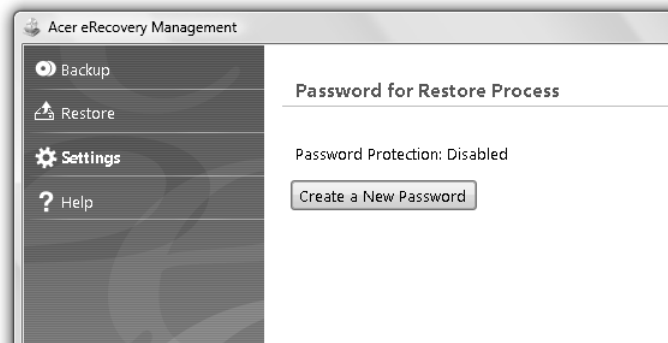 Acer eRecovery Management
Backup
Restore
Settings
Help
Password for Restore Process
Password Protection: Disabled
Create a New Password